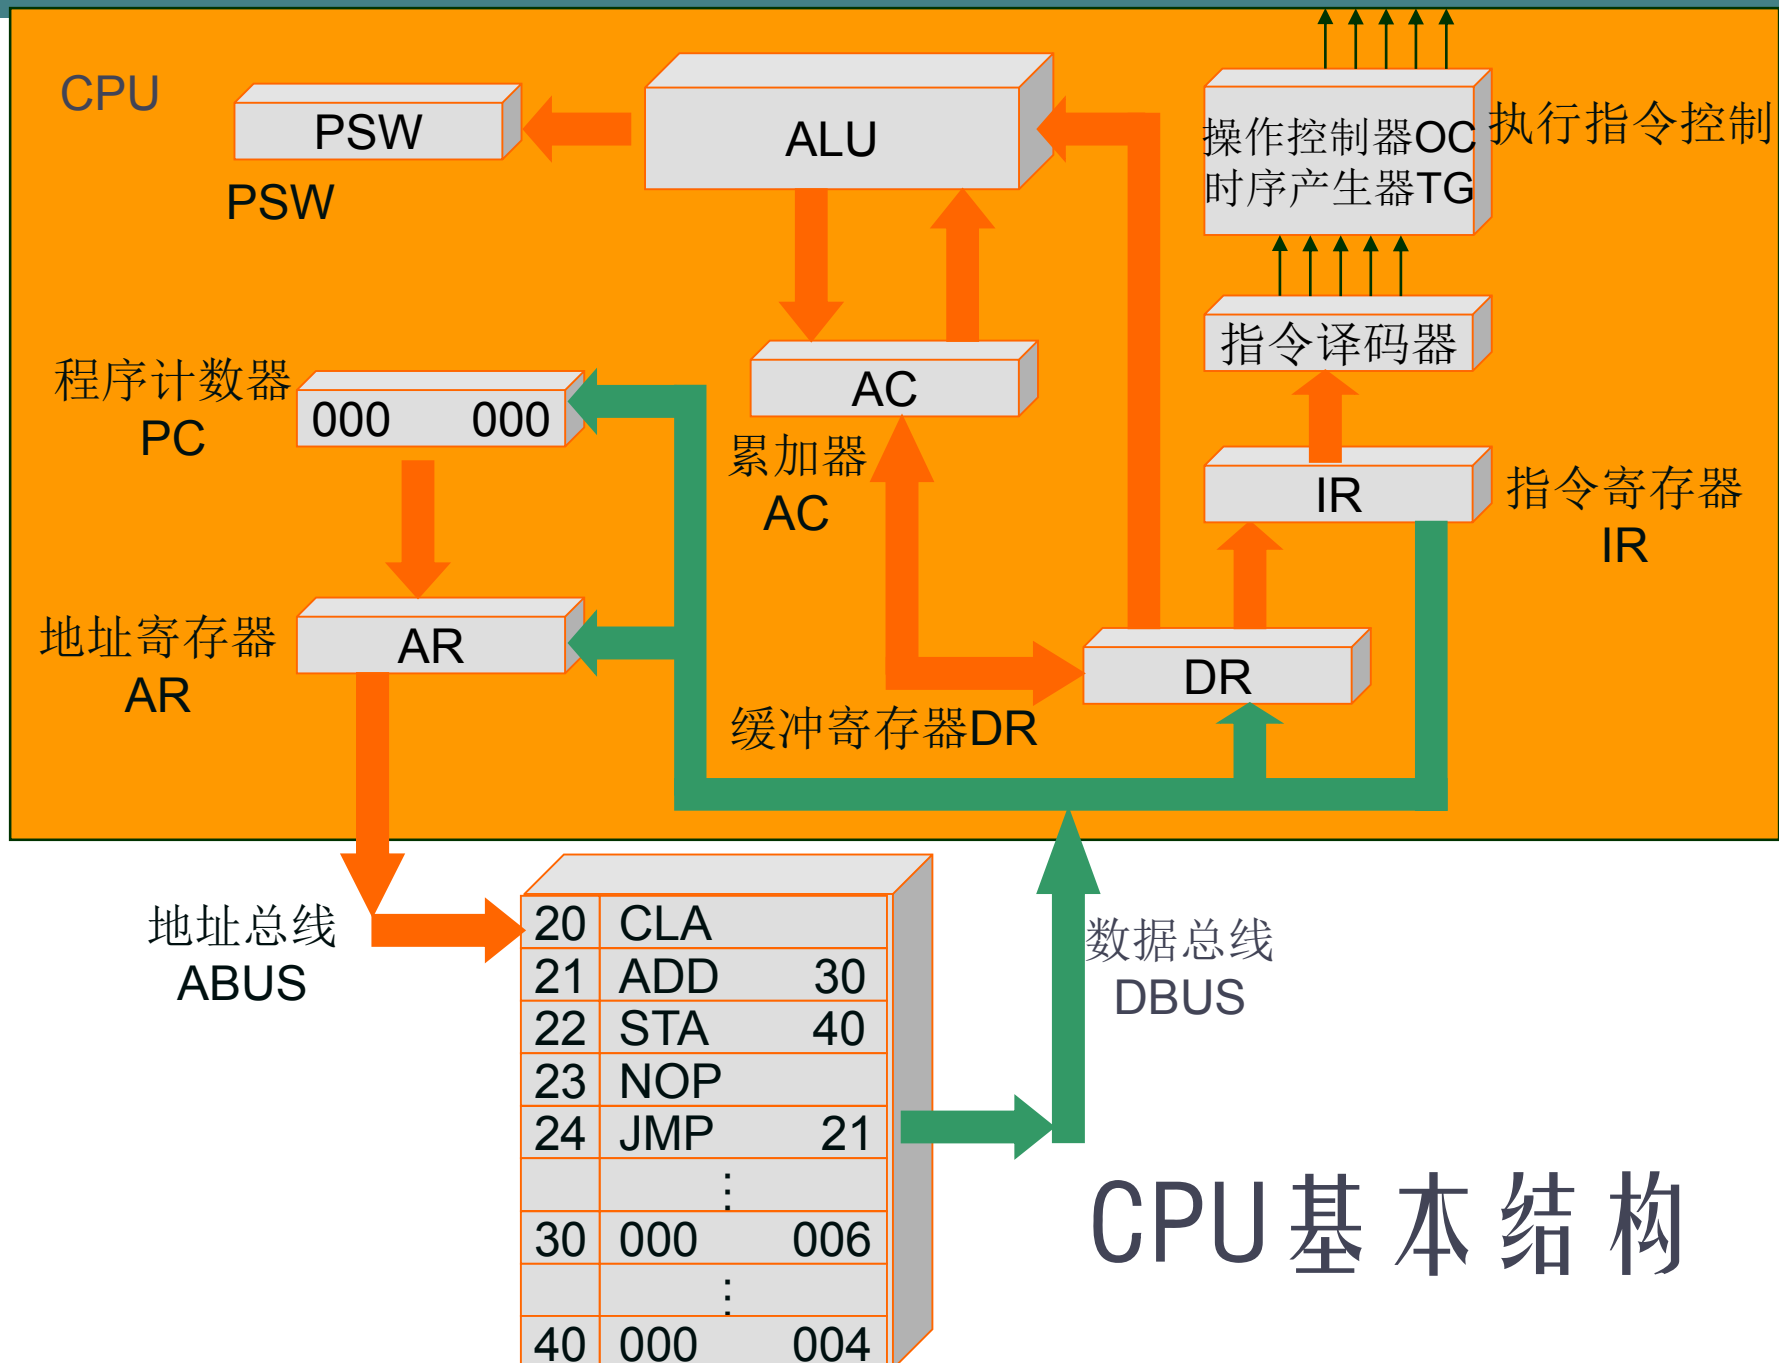 CPU
PSW
PSW
ALU
操作控制器OC
时序产生器TG
执行指令控制
指令译码器
程序计数器
PC
000 000
AC
累加器
AC
IR
指令寄存器
IR
地址寄存器
AR
AR
DR
缓冲寄存器DR
地址总线
ABUS
数据总线
DBUS
20 CLA
21 ADD 30
22 STA 40
23 NOP
24 JMP 21
⋮
30 000 006
⋮
40 000 004
CPU基本结构